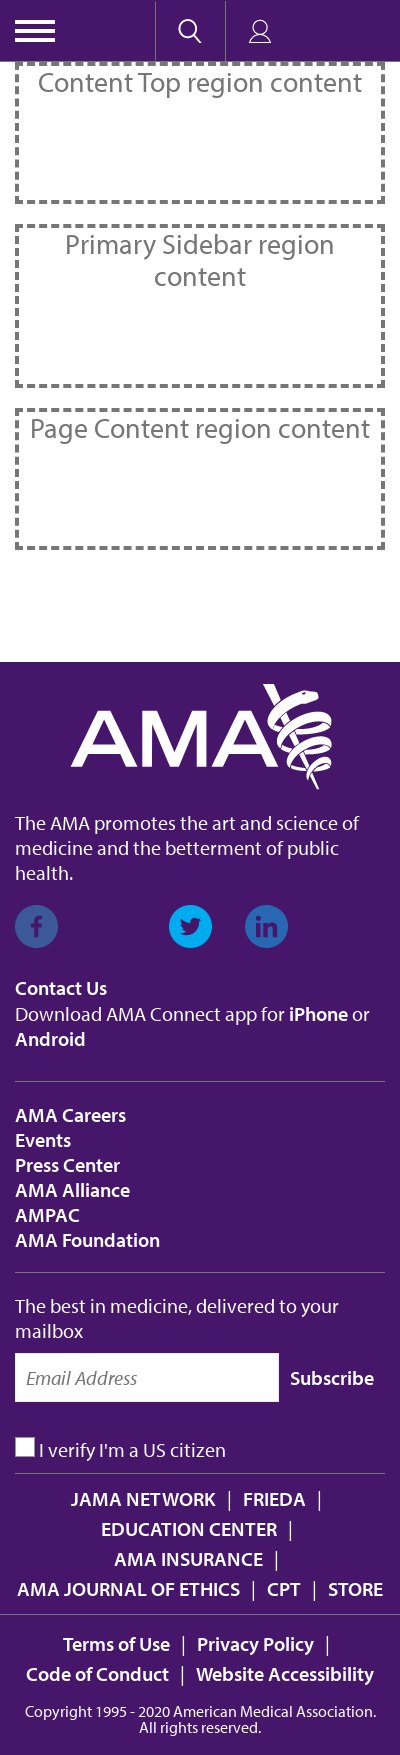 Content Top region content
Primary Sidebar region
content
Page Content region content
AMA
The AMA promotes the art and science of
medicine and the betterment of public
health.
Contact Us
Download AMA Connect app for iPhone or
Android
AMA Careers
Events
Press Center
AMA Alliance
AMPAC
AMA Foundation
The best in medicine, delivered to your
mailbox
Email Address Subscribe
I verify I'm a US citizen
JAMA NETWORK | FRIEDA |
EDUCATION CENTER |
AMA INSURANCE |
AMA JOURNAL OF ETHICS | CPT | STORE
Terms of Use | Privacy Policy |
Code of Conduct | Website Accessibility
Copyright 1995 - 2020 American Medical Association.
All rights reserved.